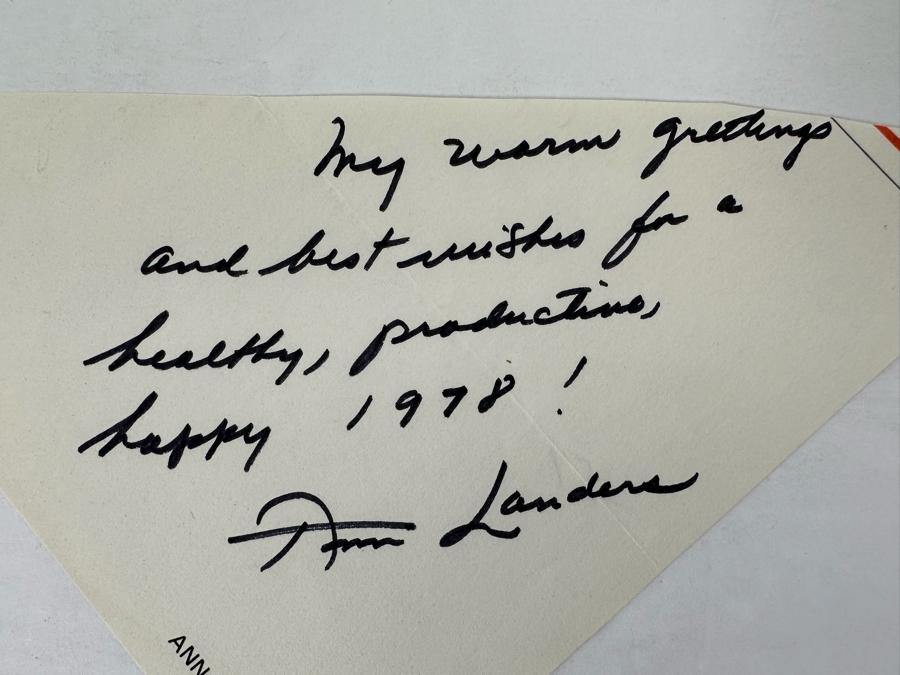 My warm greetings
and best wishes for a
healthy, productive,
happy 1978!
Ann Landers
ANN